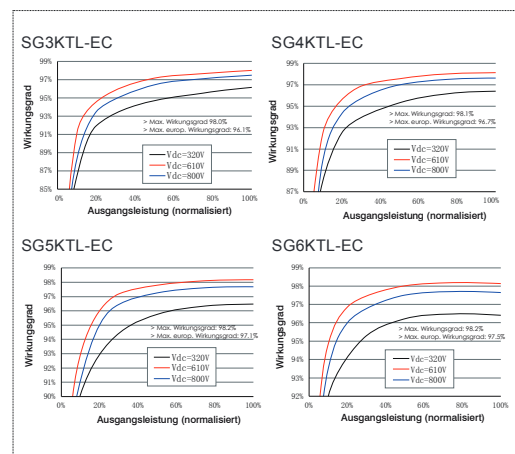 SG3KTL-EC
99%
97%
95%
93%
91%
89%
87%
85%
Wirkungsgrad
> Max. Wirkungsgrad: 98.0%
> Max. europ. Wirkungsgrad: 96.1%
Vdc=320V
Vdc=610V
Vdc=800V
0% 20% 40% 60% 80% 100%
Ausgangsleistung (normalisiert)
SG4KTL-EC
99%
97%
95%
93%
91%
89%
87%
Wirkungsgrad
> Max. Wirkungsgrad: 98.1%
> Max. europ. Wirkungsgrad: 96.7%
Vdc=320V
Vdc=610V
Vdc=800V
0% 20% 40% 60% 80% 100%
Ausgangsleistung (normalisiert)
SG5KTL-EC
99%
98%
97%
96%
95%
94%
93%
92%
91%
90%
Wirkungsgrad
> Max. Wirkungsgrad: 98.2%
> Max. europ. Wirkungsgrad: 97.1%
Vdc=320V
Vdc=610V
Vdc=800V
0% 20% 40% 60% 80% 100%
Ausgangsleistung (normalisiert)
SG6KTL-EC
99%
98%
97%
96%
95%
94%
93%
92%
Wirkungsgrad
> Max. Wirkungsgrad: 98.2%
> Max. europ. Wirkungsgrad: 97.5%
Vdc=320V
Vdc=610V
Vdc=800V
0% 20% 40% 60% 80% 100%
Ausgangsleistung (normalisiert)